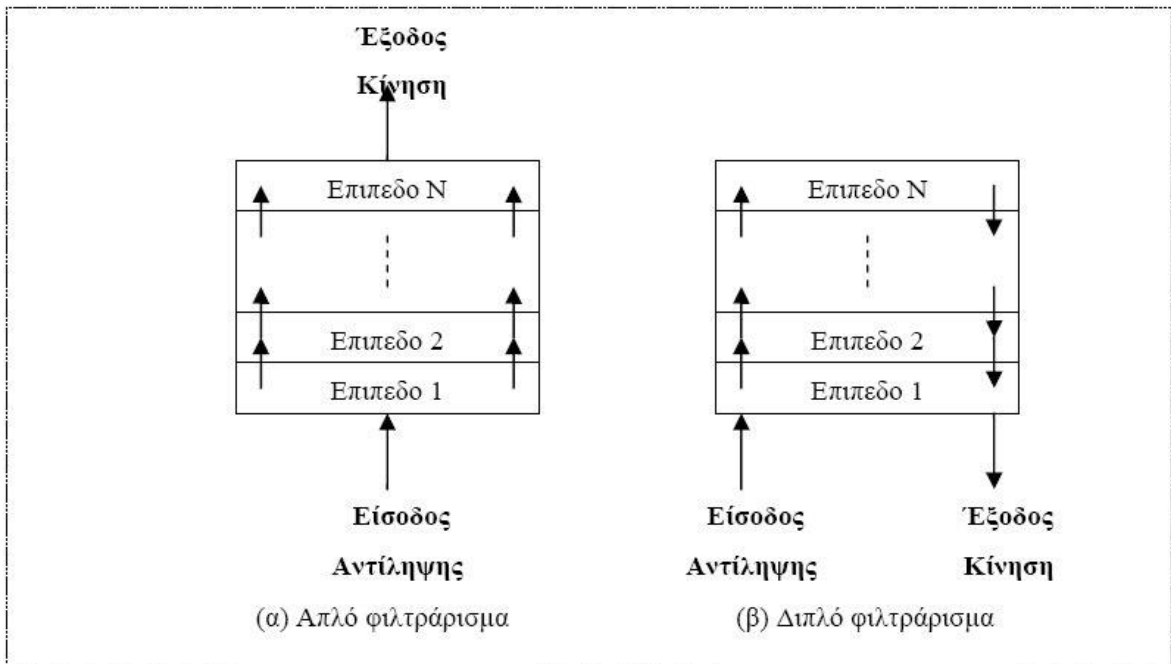 Έξοδος
Κίνηση
Επιπεδο Ν
Επιπεδο 2
Επιπεδο 1
Είσοδος
Αντίληψης
(α) Απλό φιλτράρισμα
Επιπεδο Ν
Επιπεδο 2
Επιπεδο 1
Είσοδος
Αντίληψης
Έξοδος
Κίνηση
(β) Διπλό φιλτράρισμα